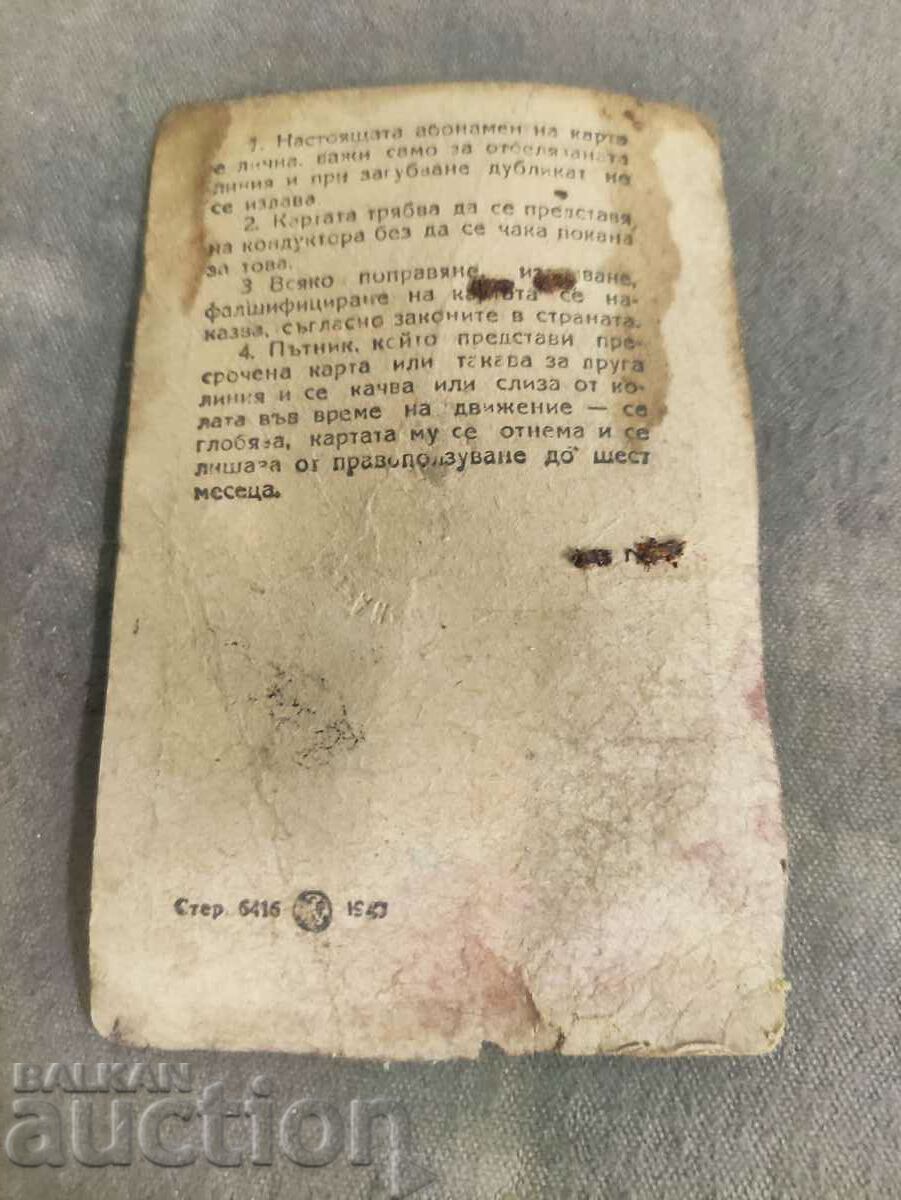 1. Настоящата абонамен на карта
е лична, важи само за отбелязаната
линия и при загубване дубликат не
се издава.
2. Картата трябва да се представя
на кондуктора без да се чака покана
за това.
3 Всяко поправяне,
фалшифициране на картата се на-
казва, съгласно законите в страната.
4. Пътник, който представи пре-
срочена карта или такава за друга
линия и се качва или слиза от ко-
лата във време на движение — се
глобява, картата му се отнема и се
лишава от правоползуване до шест
месеца.
Стер. 6416
BALKAN
auction